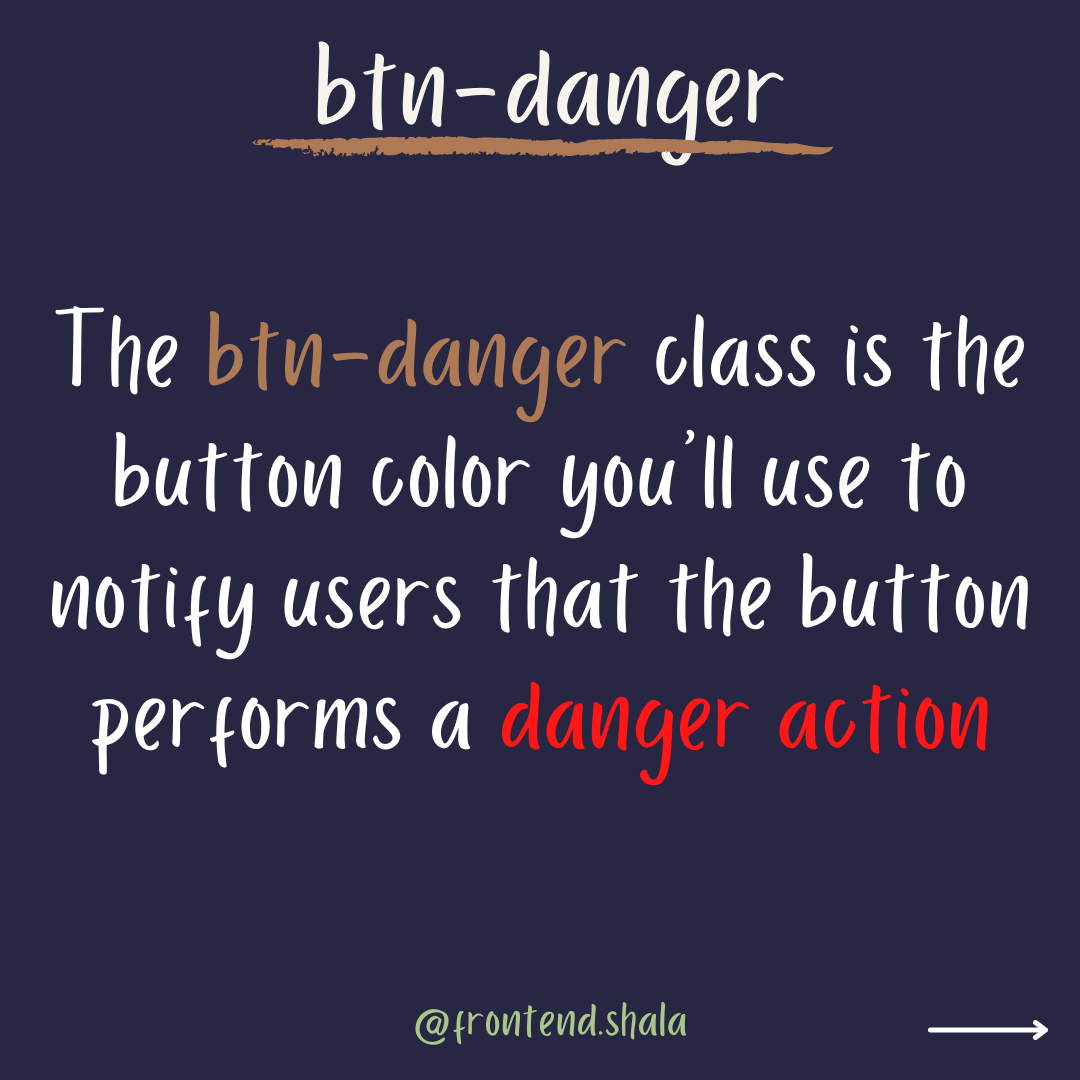 btn-danger
The btn-danger class is the
button color you'll use to
notify users that the button
performs a danger action
@frontend.shala